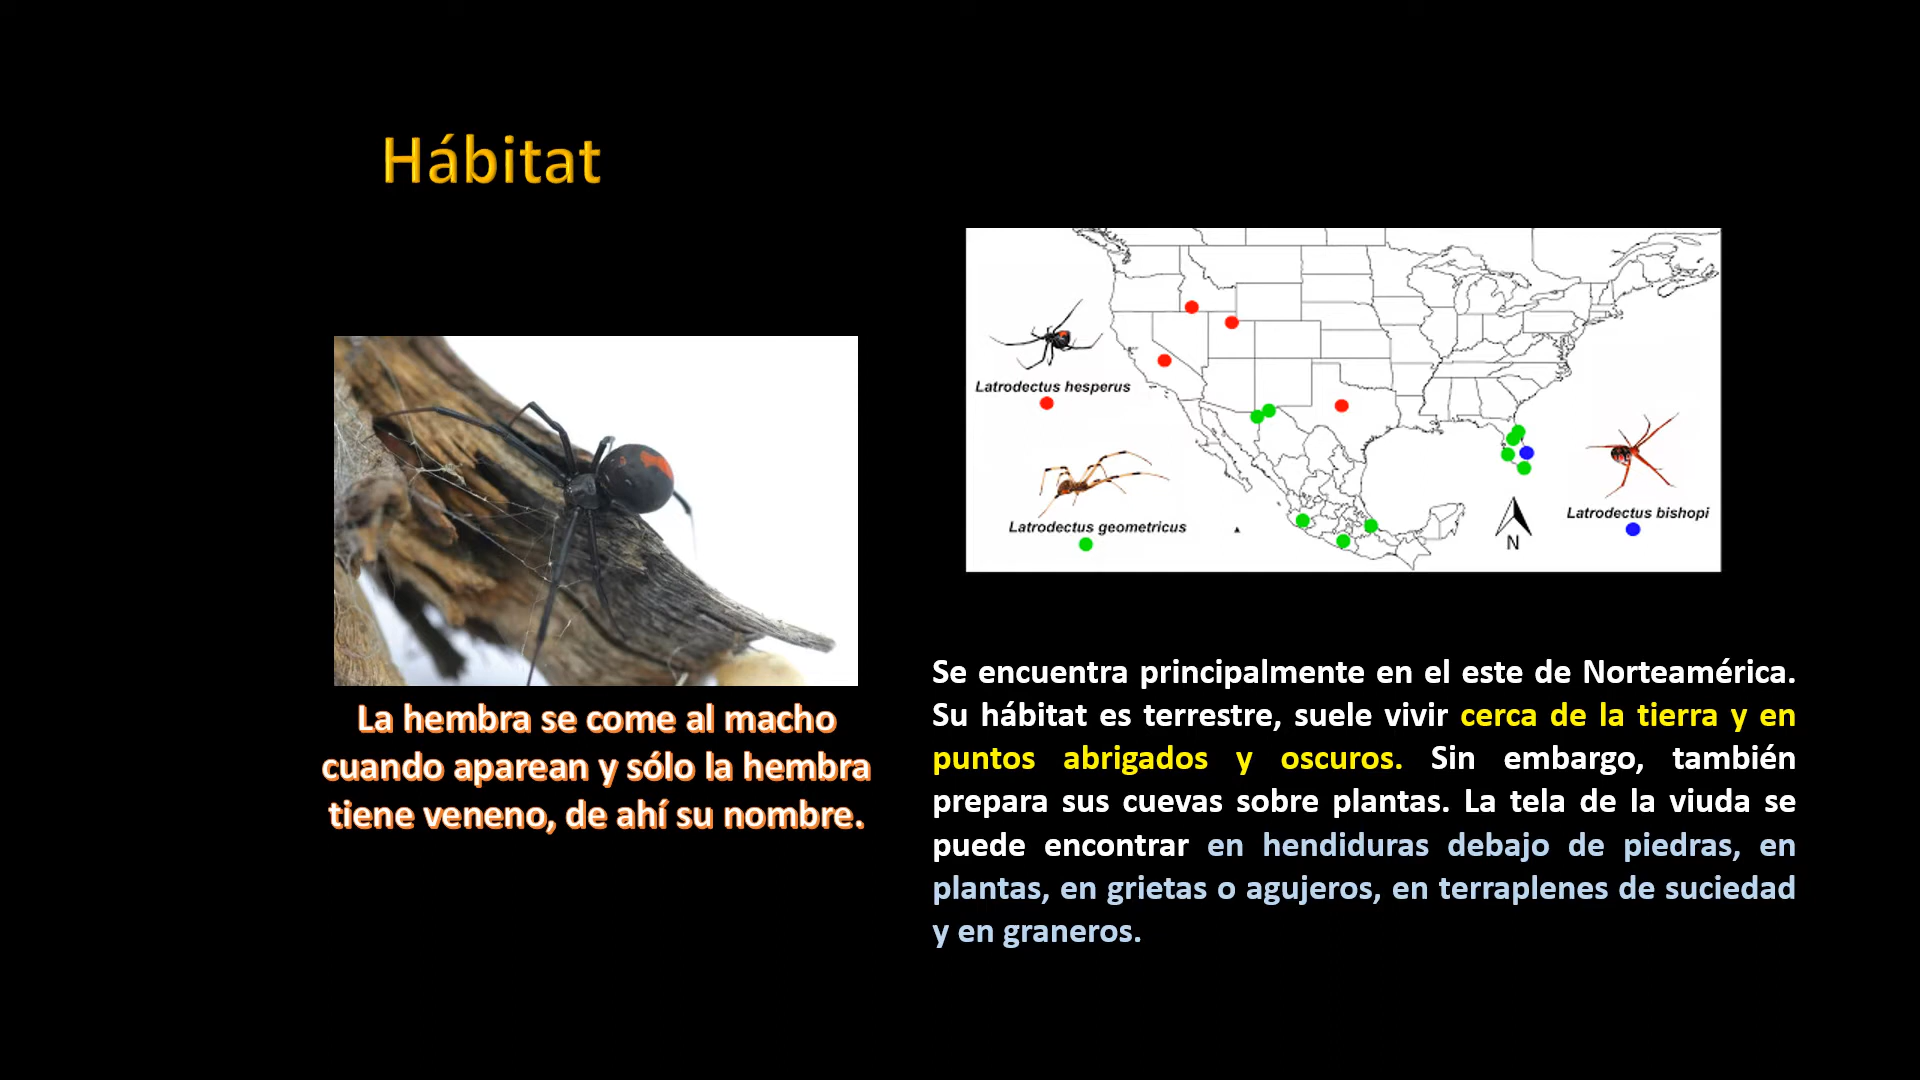 Hábitat
Latrodectus hesperus
Latrodectus geometricus
Latrodectus bishopi
N
La hembra se come al macho
cuando aparean y sólo la hembra
tiene veneno, de ahí su nombre.
Se encuentra principalmente en el este de Norteamérica.
Su hábitat es terrestre, suele vivir cerca de la tierra y en
puntos abrigados y oscuros. Sin embargo, también
prepara sus cuevas sobre plantas. La tela de la viuda se
puede encontrar en hendiduras debajo de piedras, en
plantas, en grietas o agujeros, en terraplenes de suciedad
y en graneros.